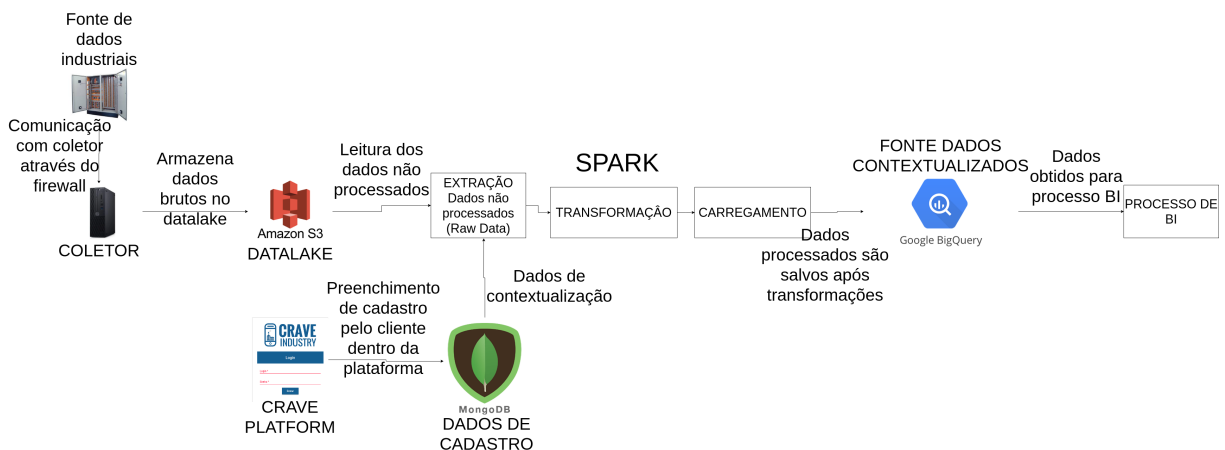 Fonte de
dados
industriais
Comunicação
com coletor
através do
firewall
COLETOR
Armazena
dados
brutos no
datalake
Amazon S3
DATALAKE
Leitura dos
dados não
processados
EXTRAÇÃO
Dados não
processados
(Raw Data)
SPARK
TRANSFORMAÇÂO
CARREGAMENTO
Dados
processados são
salvos após
transformações
FONTE DADOS
CONTEXTUALIZADOS
Google BigQuery
Dados
obtidos para
processo BI
PROCESSO DE
BI
Dados de
contextualização
Preenchimento
de cadastro
pelo cliente
dentro da
plataforma
CRAVE
INDUSTRY
Login
CRAVE
PLATFORM
MongoDB
DADOS DE
CADASTRO